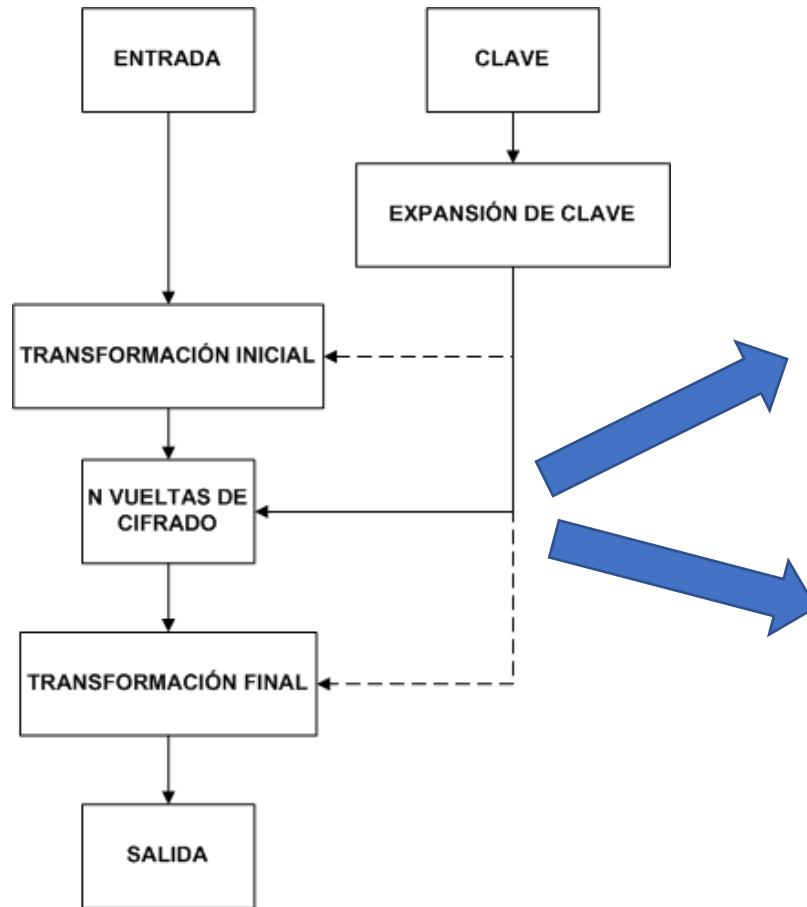 ENTRADA
CLAVE
EXPANSIÓN DE CLAVE
TRANSFORMACIÓN INICIAL
N VUELTAS DE
CIFRADO
TRANSFORMACIÓN FINAL
SALIDA